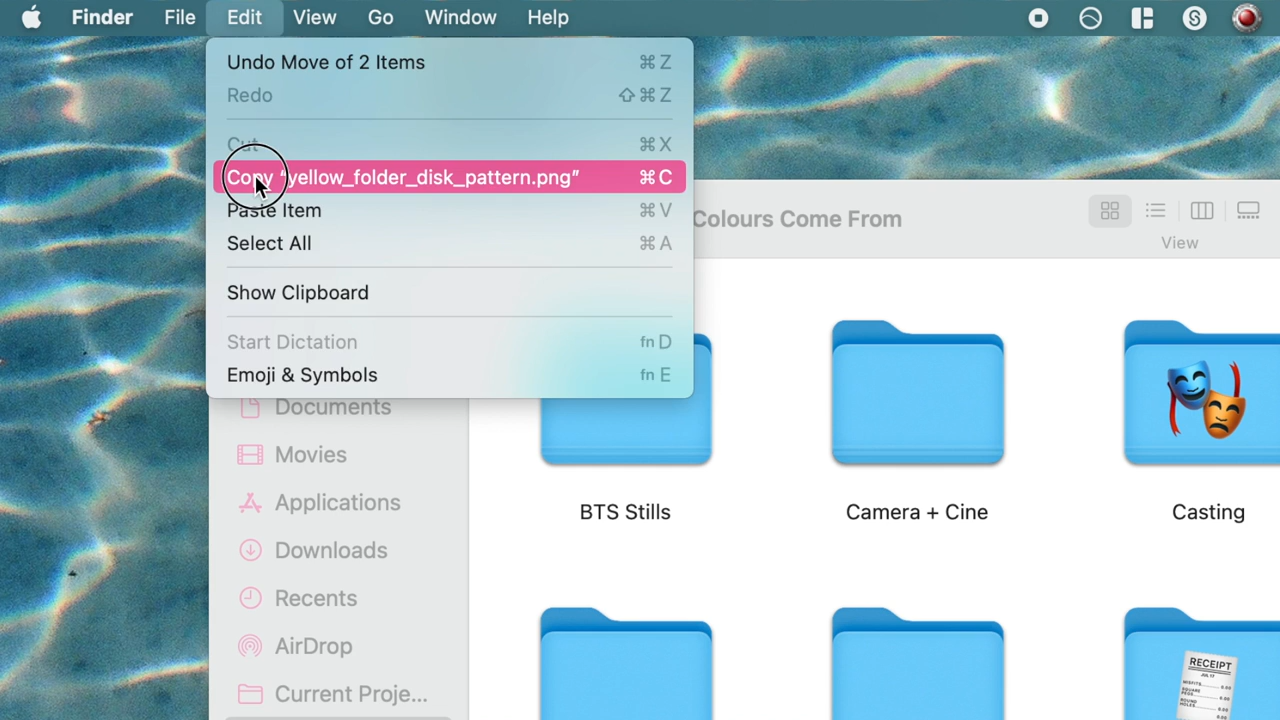 Finder File Edit View Go Window Help
Undo Move of 2 Items ⌘ Z
Redo ⇧ ⌘ Z
Cut ⌘ X
Copy “yellow_folder_disk_pattern.png” ⌘ C
Paste Item ⌘ V
Select All ⌘ A
Show Clipboard
Start Dictation fn D
Emoji & Symbols fn E
Colours Come From
View
Documents
Movies
Applications
Downloads
Recents
AirDrop
Current Proje...
BTS Stills
Camera + Cine
Casting
RECEIPT